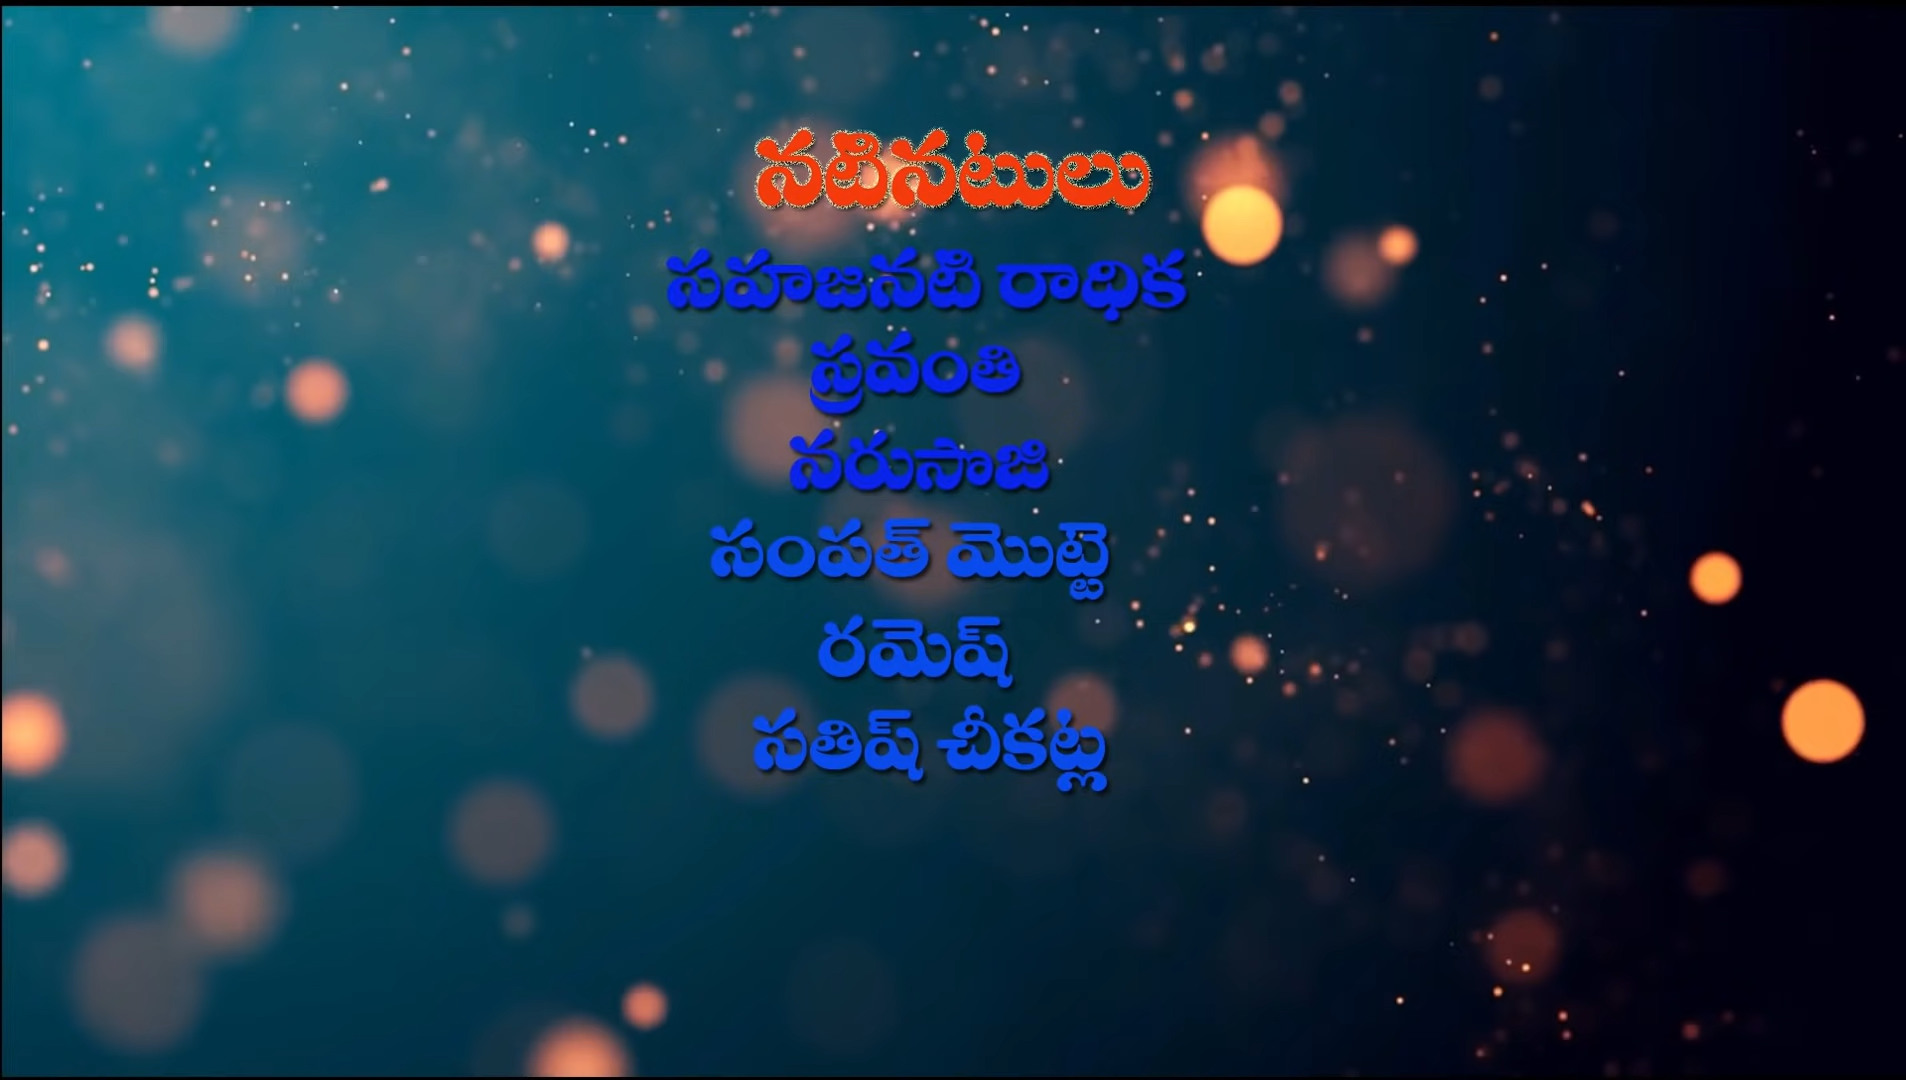 నటినటులు
సహజనటి రాధిక
స్రవంతి
నరుసాజి
సంపత్ మొట్టె
రమెష్
సతిష్ చీకట్ల